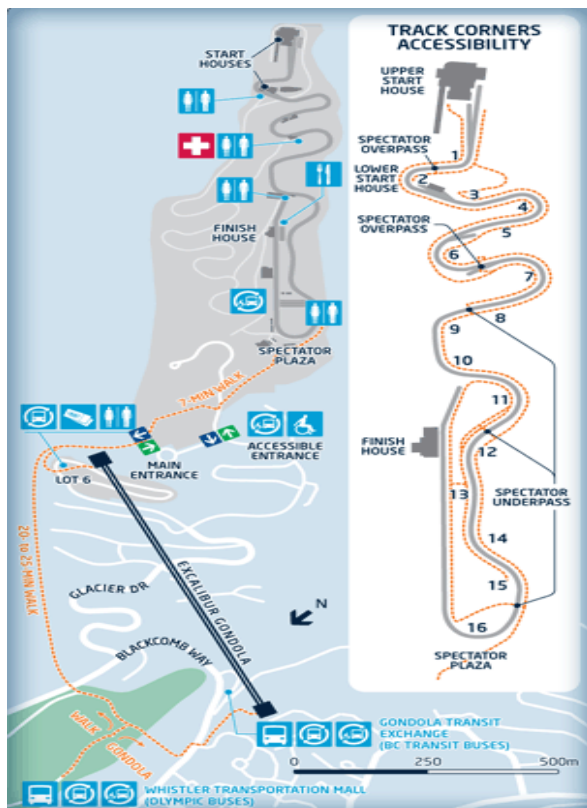 START
HOUSES
FINISH
HOUSE
SPECTATOR
PLAZA
7-MIN WALK
MAIN
ENTRANCE
ACCESSIBLE
ENTRANCE
LOT 6
20- to 25 MIN WALK
EXCALIBUR GONDOLA
GLACIER DR
BLACKCOMB WAY
N
WALK
GONDOLA
GONDOLA TRANSIT
EXCHANGE
(BC TRANSIT BUSES)
0 250 500m
WHISTLER TRANSPORTATION MALL
(OLYMPIC BUSES)
TRACK CORNERS
ACCESSIBILITY
UPPER
START
HOUSE
SPECTATOR
OVERPASS
1
2
LOWER
START
HOUSE
3
4
5
SPECTATOR
OVERPASS
6
7
8
9
10
11
FINISH
HOUSE
12
13
SPECTATOR
UNDERPASS
14
15
16
SPECTATOR
PLAZA